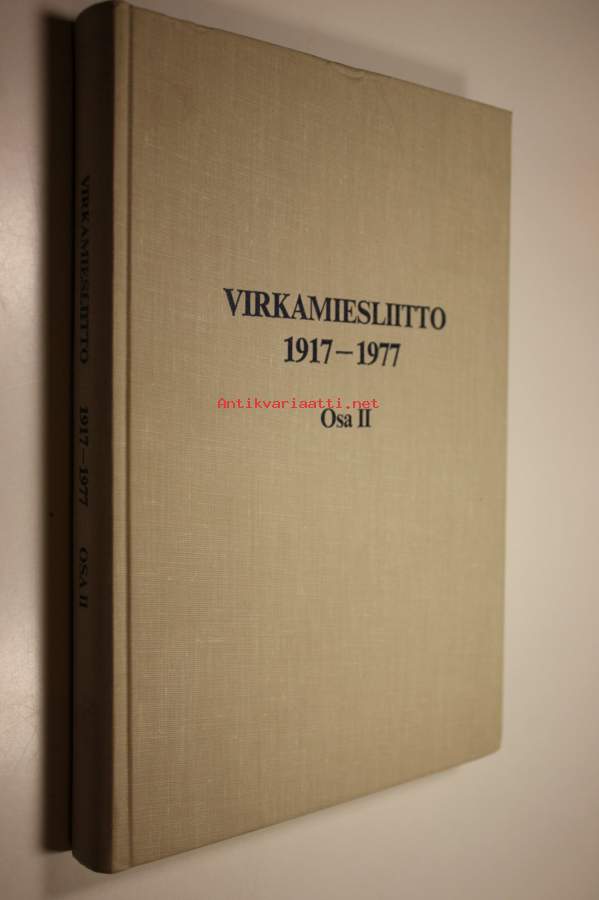 VIRKAMIESLIITTO
1917–1977
Antikvariaatti.net
Osa II
VIRKAMIESLIITTO 1917–1977 OSA II